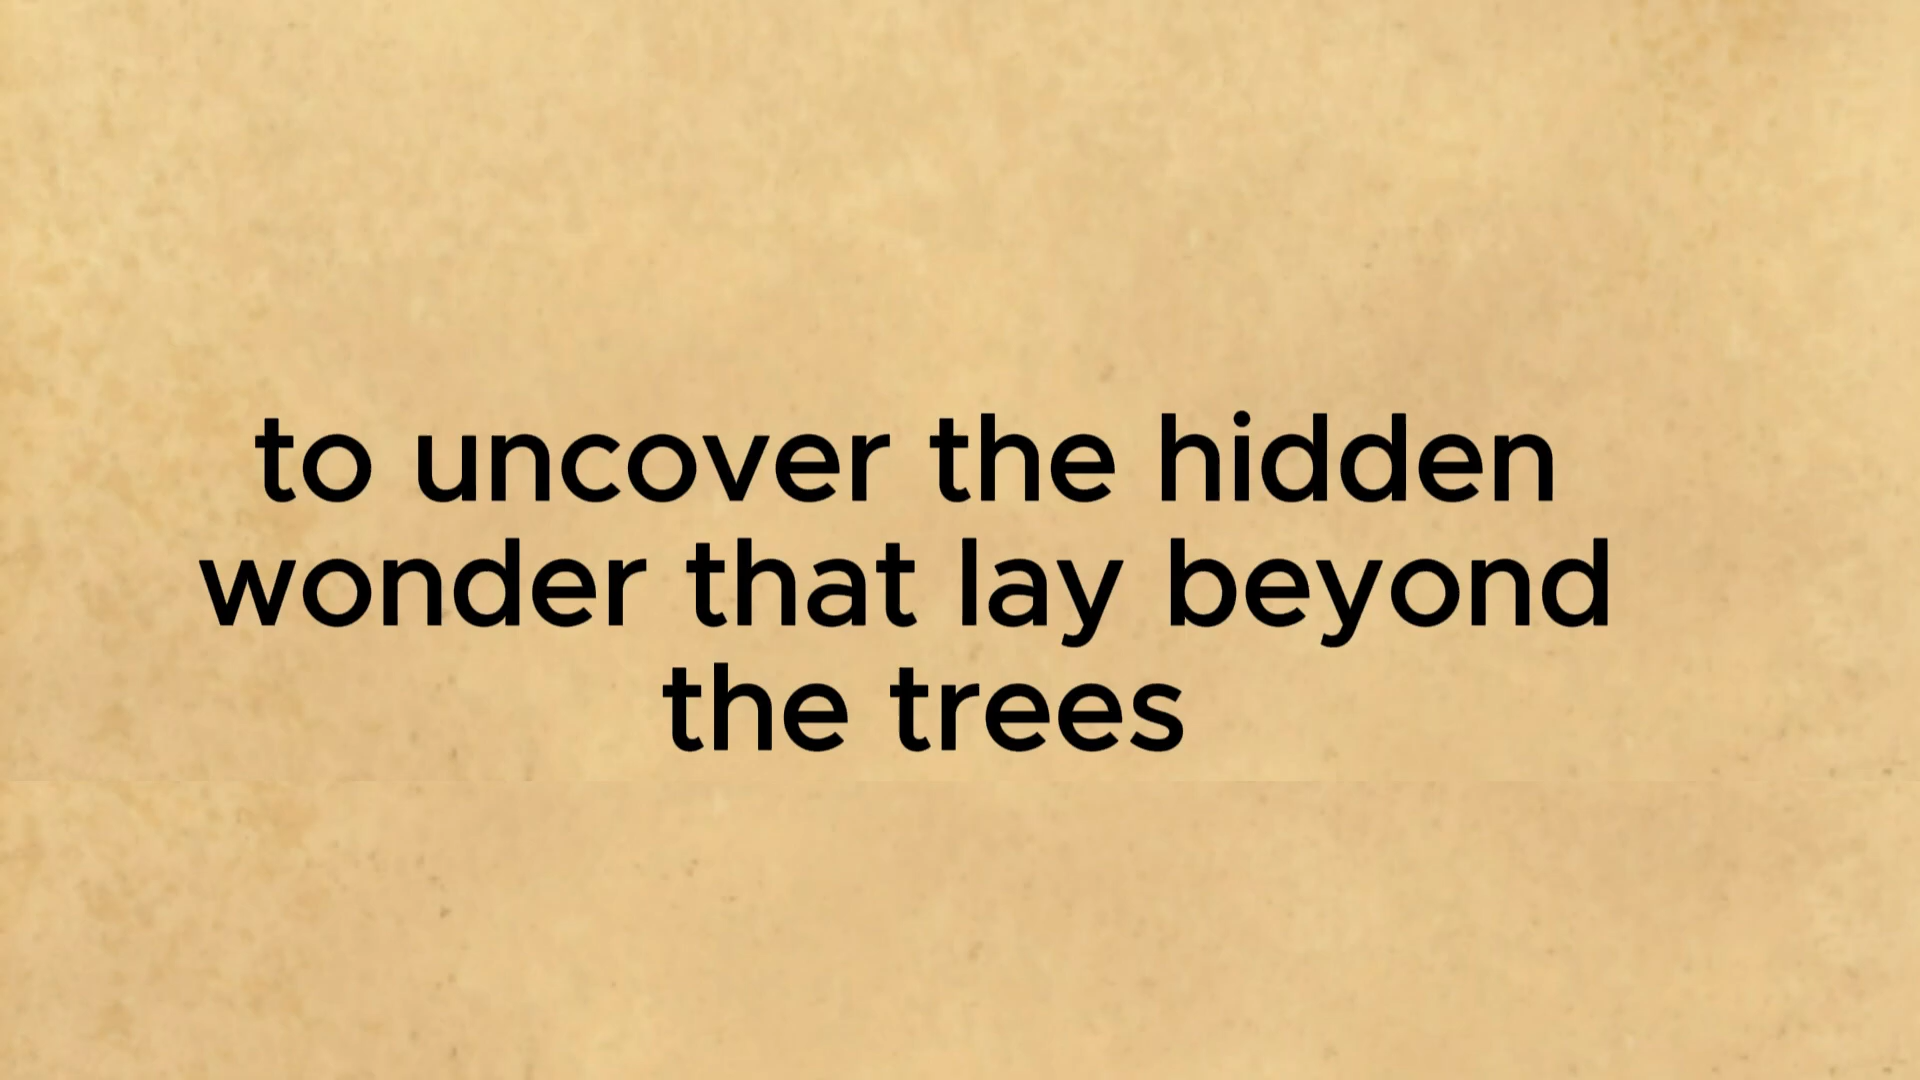 to uncover the hidden
wonder that lay beyond
the trees